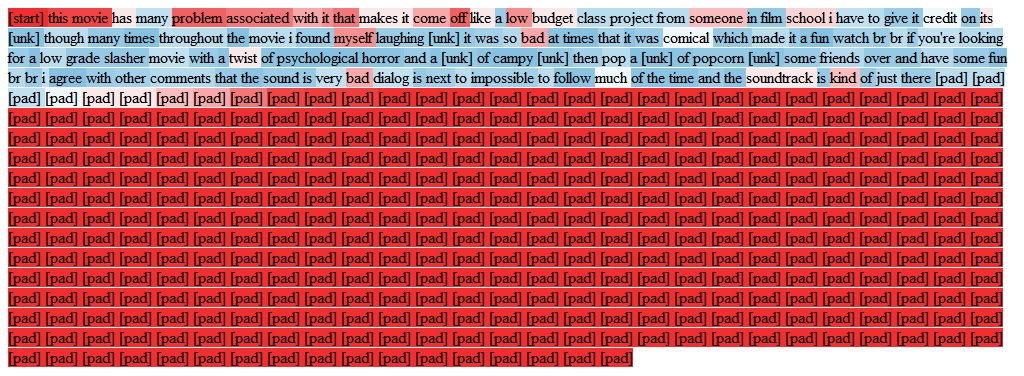 [start] this movie has many problem associated with it that makes it come off like a low budget class project from someone in film school i have to give it credit on its
[unk] though many times throughout the movie i found myself laughing [unk] it was so bad at times that it was comical which made it a fun watch br br if you're looking
for a low grade slasher movie with a twist of psychological horror and a [unk] of campy [unk] then pop a [unk] of popcorn [unk] some friends over and have some fun
br br i agree with other comments that the sound is very bad dialog is next to impossible to follow much of the time and the soundtrack is kind of just there [pad] [pad]
[pad] [pad] [pad] [pad] [pad] [pad] [pad] [pad] [pad] [pad] [pad] [pad] [pad] [pad] [pad] [pad] [pad] [pad] [pad] [pad] [pad] [pad] [pad] [pad] [pad] [pad] [pad]
[pad] [pad] [pad] [pad] [pad] [pad] [pad] [pad] [pad] [pad] [pad] [pad] [pad] [pad] [pad] [pad] [pad] [pad] [pad] [pad] [pad] [pad] [pad] [pad] [pad] [pad] [pad]
[pad] [pad] [pad] [pad] [pad] [pad] [pad] [pad] [pad] [pad] [pad] [pad] [pad] [pad] [pad] [pad] [pad] [pad] [pad] [pad] [pad] [pad] [pad] [pad] [pad] [pad] [pad]
[pad] [pad] [pad] [pad] [pad] [pad] [pad] [pad] [pad] [pad] [pad] [pad] [pad] [pad] [pad] [pad] [pad] [pad] [pad] [pad] [pad] [pad] [pad] [pad] [pad] [pad] [pad]
[pad] [pad] [pad] [pad] [pad] [pad] [pad] [pad] [pad] [pad] [pad] [pad] [pad] [pad] [pad] [pad] [pad] [pad] [pad] [pad] [pad] [pad] [pad] [pad] [pad] [pad] [pad]
[pad] [pad] [pad] [pad] [pad] [pad] [pad] [pad] [pad] [pad] [pad] [pad] [pad] [pad] [pad] [pad] [pad] [pad] [pad] [pad] [pad] [pad] [pad] [pad] [pad] [pad] [pad]
[pad] [pad] [pad] [pad] [pad] [pad] [pad] [pad] [pad] [pad] [pad] [pad] [pad] [pad] [pad] [pad] [pad] [pad] [pad] [pad] [pad] [pad] [pad] [pad] [pad] [pad] [pad]
[pad] [pad] [pad] [pad] [pad] [pad] [pad] [pad] [pad] [pad] [pad] [pad] [pad] [pad] [pad] [pad] [pad] [pad] [pad] [pad] [pad] [pad] [pad] [pad] [pad] [pad] [pad]
[pad] [pad] [pad] [pad] [pad] [pad] [pad] [pad] [pad] [pad] [pad] [pad] [pad] [pad] [pad] [pad] [pad] [pad] [pad] [pad] [pad] [pad] [pad] [pad] [pad] [pad] [pad]
[pad] [pad] [pad] [pad] [pad] [pad] [pad] [pad] [pad] [pad] [pad] [pad] [pad] [pad] [pad] [pad] [pad] [pad] [pad] [pad] [pad] [pad] [pad] [pad] [pad] [pad] [pad]
[pad] [pad] [pad] [pad] [pad] [pad] [pad] [pad] [pad] [pad] [pad] [pad] [pad] [pad] [pad] [pad] [pad] [pad] [pad] [pad] [pad] [pad] [pad] [pad] [pad] [pad] [pad]
[pad] [pad] [pad] [pad] [pad] [pad] [pad] [pad] [pad] [pad] [pad] [pad] [pad] [pad] [pad] [pad] [pad] [pad] [pad] [pad] [pad] [pad] [pad] [pad] [pad] [pad] [pad]
[pad] [pad] [pad] [pad] [pad] [pad] [pad] [pad] [pad] [pad] [pad] [pad] [pad] [pad] [pad] [pad] [pad] [pad] [pad] [pad] [pad] [pad] [pad] [pad] [pad] [pad] [pad]
[pad] [pad] [pad] [pad] [pad] [pad] [pad] [pad] [pad] [pad] [pad] [pad] [pad] [pad] [pad] [pad] [pad]